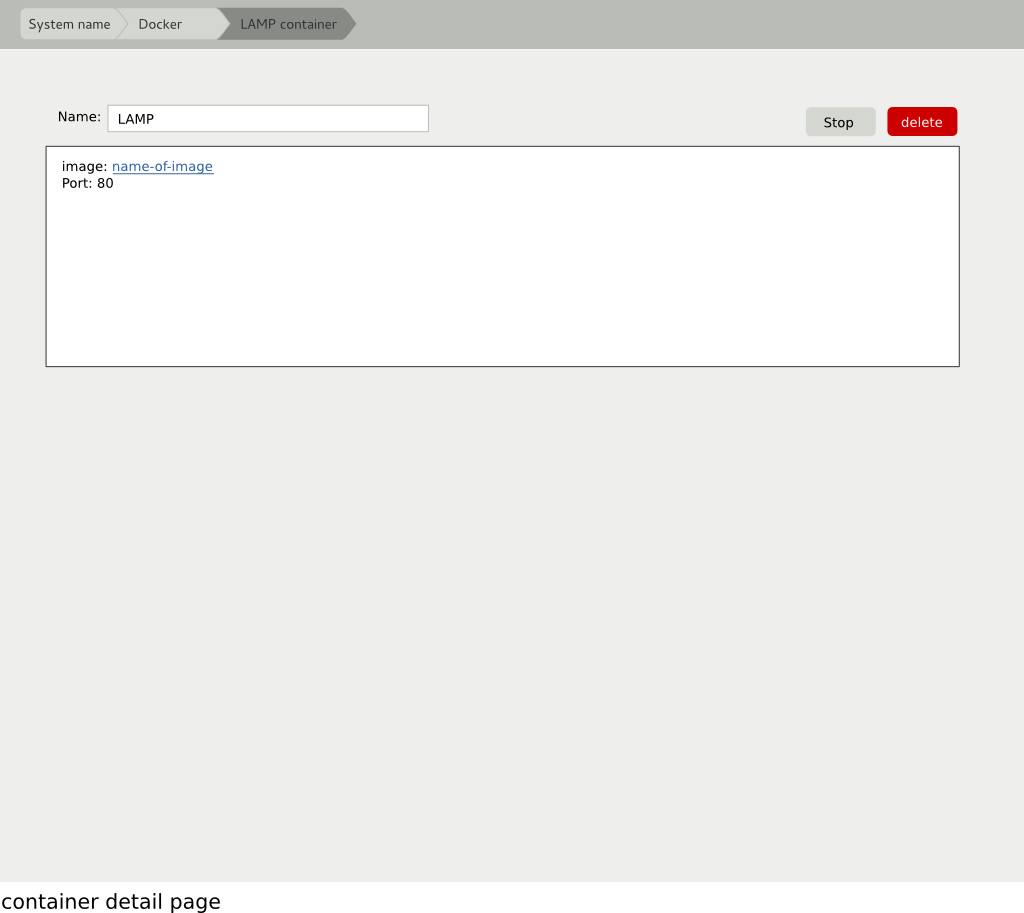 System name Docker LAMP container
Name: LAMP Stop delete
image: name-of-image
Port: 80
container detail page